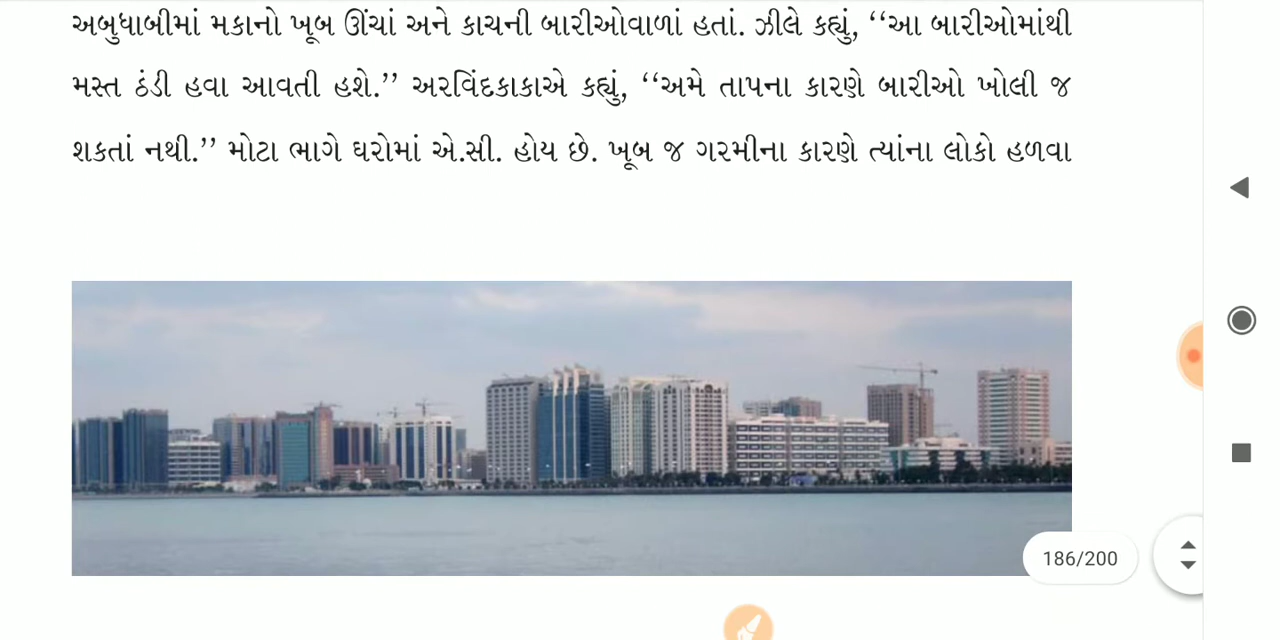 અબુધાબીમાં મકાનો ખૂબ ઊંચાં અને કાચની બારીઓવાળાં હતાં. ઝીલે કહ્યું, ‘‘આ બારીઓમાંથી
મસ્ત ઠંડી હવા આવતી હશે.’’ અરવિંદકાકાએ કહ્યું, ‘‘અમે તાપના કારણે બારીઓ ખોલી જ
શકતાં નથી.’’ મોટા ભાગે ઘરોમાં એ.સી. હોય છે. ખૂબ જ ગરમીના કારણે ત્યાંના લોકો હળવા
186/200